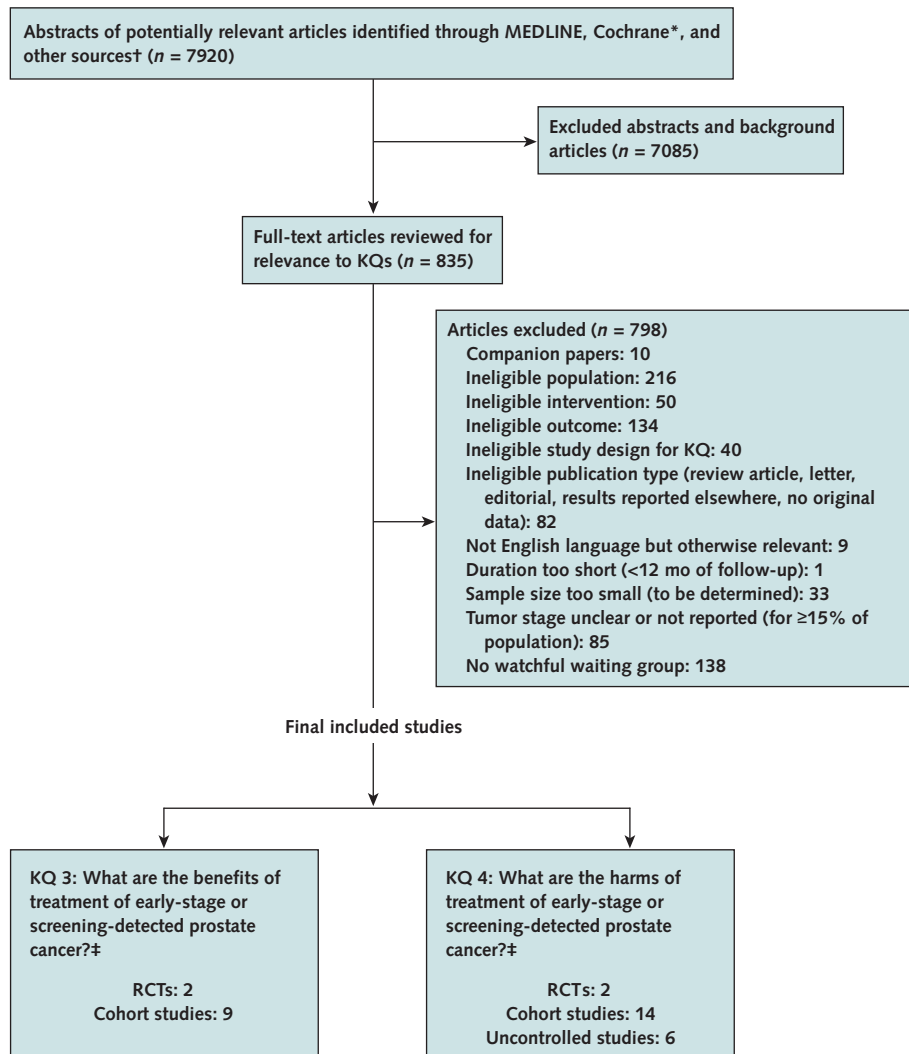 Abstracts of potentially relevant articles identified through MEDLINE, Cochrane*, and
other sources† (n = 7920)
Excluded abstracts and background
articles (n = 7085)
Full-text articles reviewed for
relevance to KQs (n = 835)
Articles excluded (n = 798)
Companion papers: 10
Ineligible population: 216
Ineligible intervention: 50
Ineligible outcome: 134
Ineligible study design for KQ: 40
Ineligible publication type (review article, letter,
editorial, results reported elsewhere, no original
data): 82
Not English language but otherwise relevant: 9
Duration too short (<12 mo of follow-up): 1
Sample size too small (to be determined): 33
Tumor stage unclear or not reported (for ≥15% of
population): 85
No watchful waiting group: 138
Final included studies
KQ 3: What are the benefits of
treatment of early-stage or
screening-detected prostate
cancer?‡
RCTs: 2
Cohort studies: 9
KQ 4: What are the harms of
treatment of early-stage or
screening-detected prostate
cancer?‡
RCTs: 2
Cohort studies: 14
Uncontrolled studies: 6